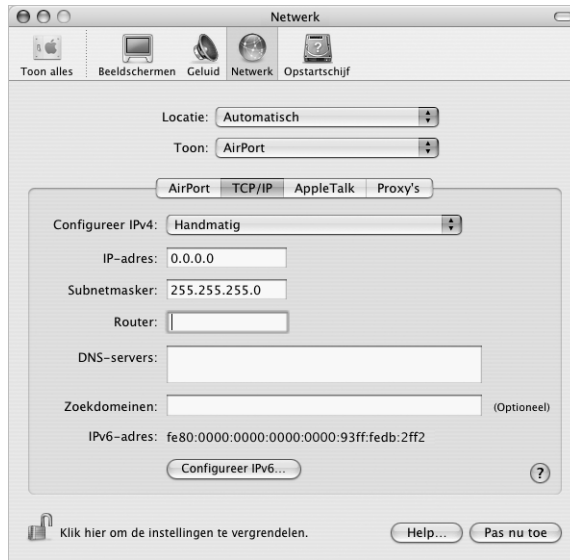 Netwerk
Toon alles Beeldschermen Geluid Netwerk Opstartschijf
Locatie: Automatisch
Toon: AirPort
AirPort TCP/IP AppleTalk Proxy's
Configureer IPv4: Handmatig
IP-adres: 0.0.0.0
Subnetmasker: 255.255.255.0
Router:
DNS-servers:
Zoekdomeinen: (Optioneel)
IPv6-adres: fe80:0000:0000:0000:0000:93ff:fedb:2ff2
Configureer IPv6... ?
Klik hier om de instellingen te vergrendelen. Help... Pas nu toe